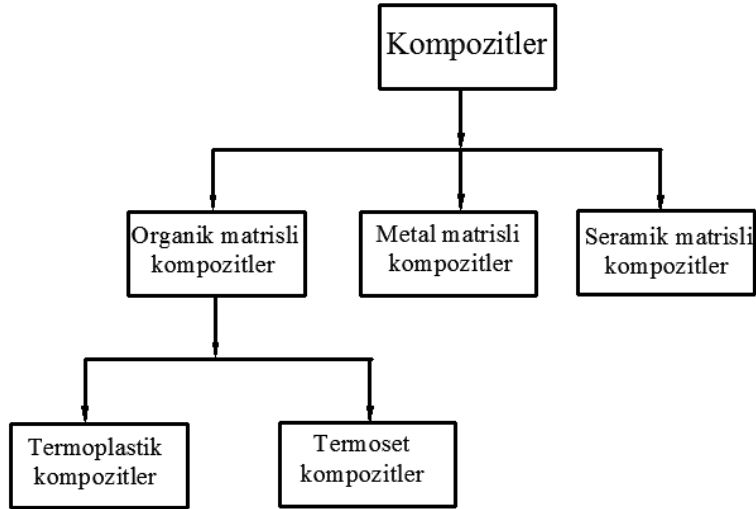 Kompozitler
Organik matrisli
kompozitler
Metal matrisli
kompozitler
Seramik matrisli
kompozitler
Termoplastik
kompozitler
Termoset
kompozitler